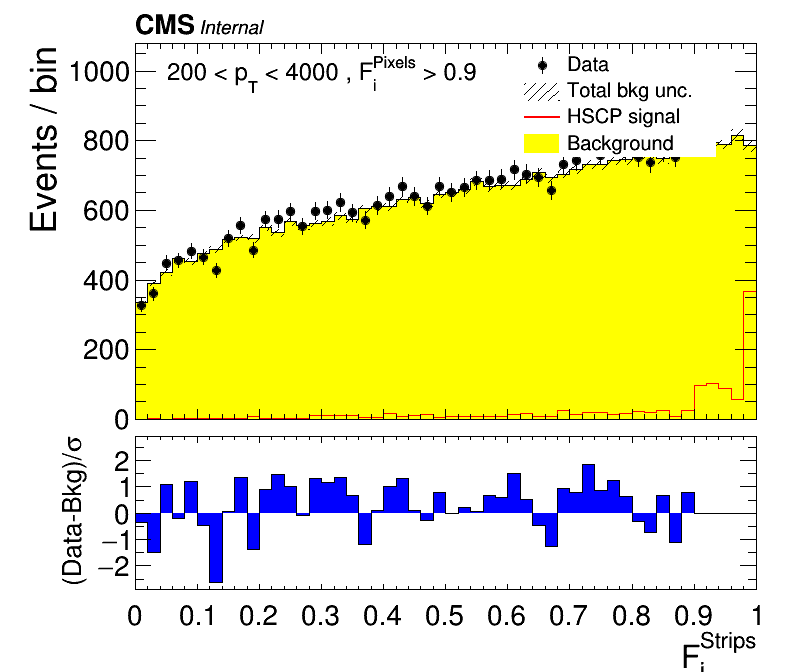 CMS Internal
Events / bin
1000
800
600
400
200
0
200 < p_T < 4000 , F_i^Pixels > 0.9
Data
Total bkg unc.
HSCP signal
Background
(Data-Bkg)/σ
2
1
0
−1
−2
0 0.1 0.2 0.3 0.4 0.5 0.6 0.7 0.8 0.9 1
F_i^Strips